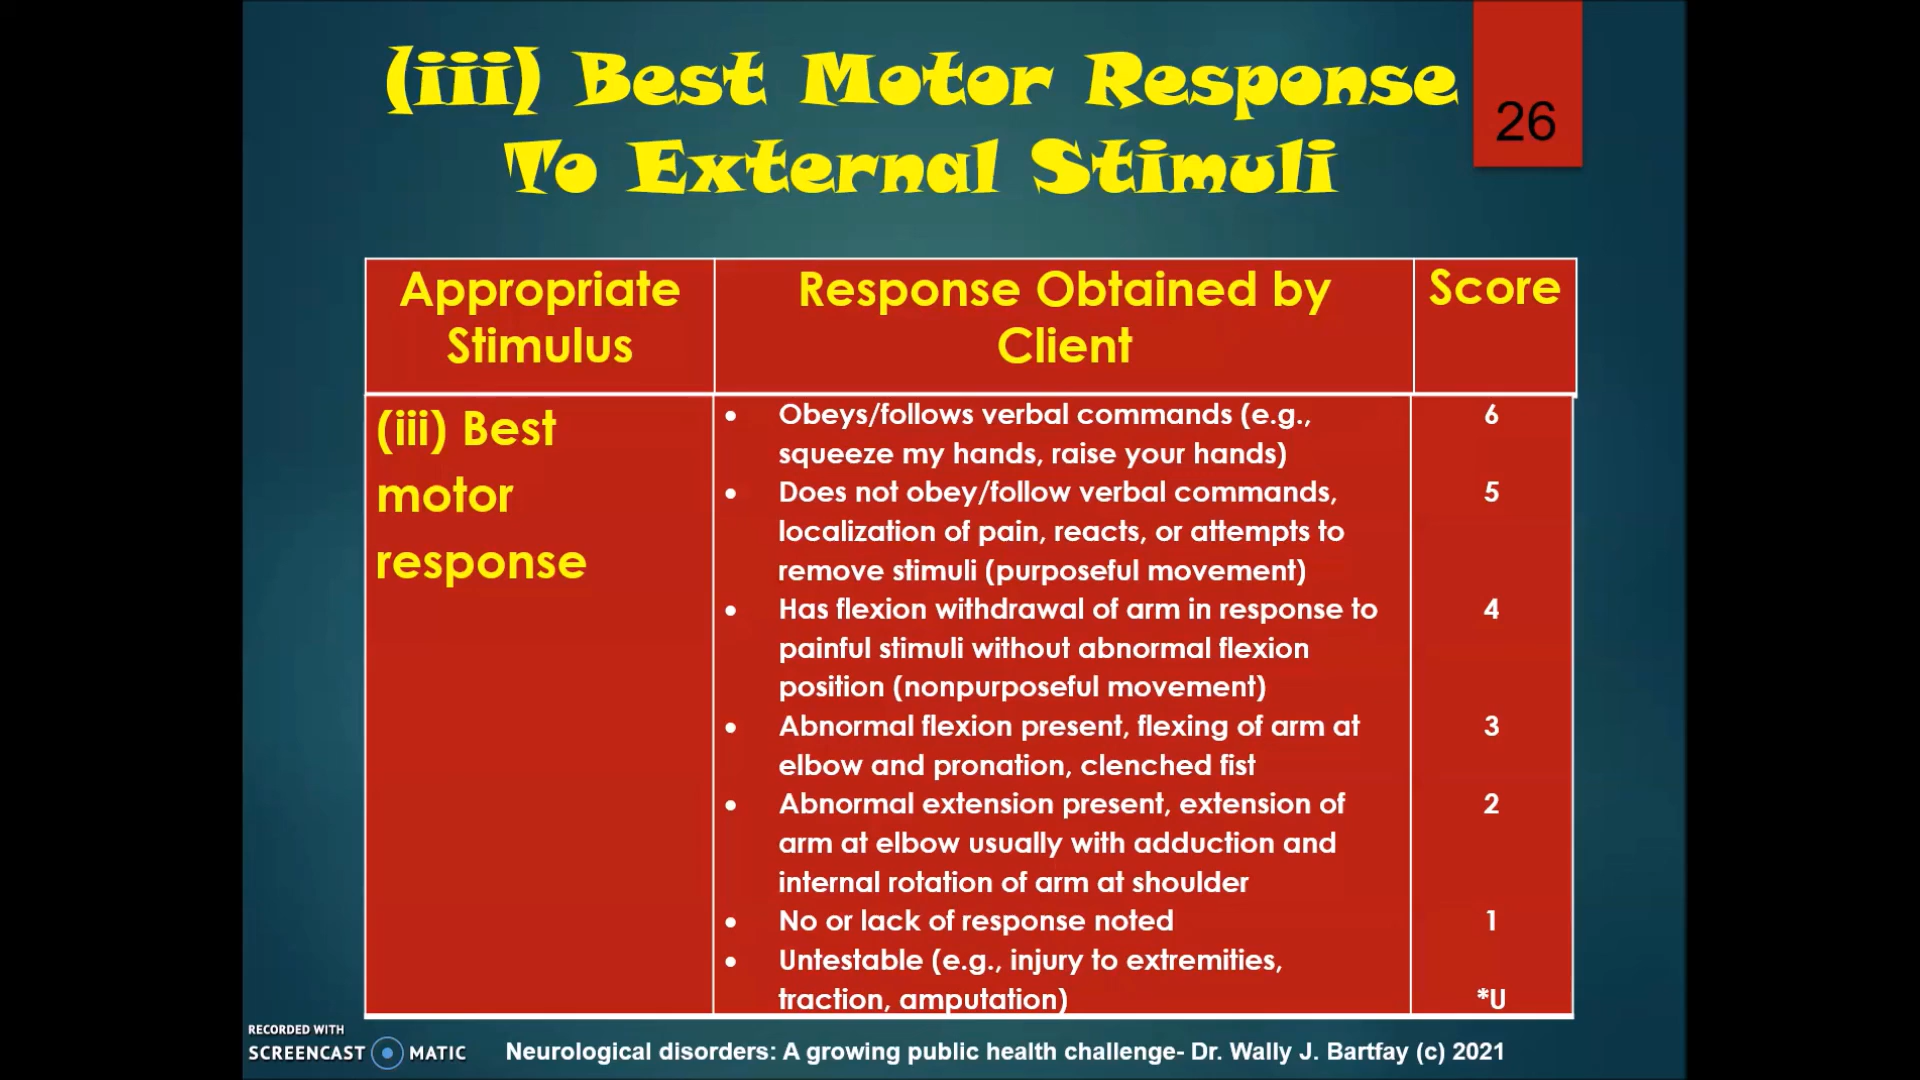 (iii) Best Motor Response
To External Stimuli
26
Appropriate
Stimulus
Response Obtained by
Client
Score
(iii) Best
motor
response
• Obeys/follows verbal commands (e.g.,
squeeze my hands, raise your hands)
6
• Does not obey/follow verbal commands,
localization of pain, reacts, or attempts to
remove stimuli (purposeful movement)
5
• Has flexion withdrawal of arm in response to
painful stimuli without abnormal flexion
position (nonpurposeful movement)
4
• Abnormal flexion present, flexing of arm at
elbow and pronation, clenched fist
3
• Abnormal extension present, extension of
arm at elbow usually with adduction and
internal rotation of arm at shoulder
2
• No or lack of response noted
1
• Untestable (e.g., injury to extremities,
traction, amputation)
*U
RECORDED WITH
SCREENCAST MATIC
Neurological disorders: A growing public health challenge- Dr. Wally J. Bartfay (c) 2021